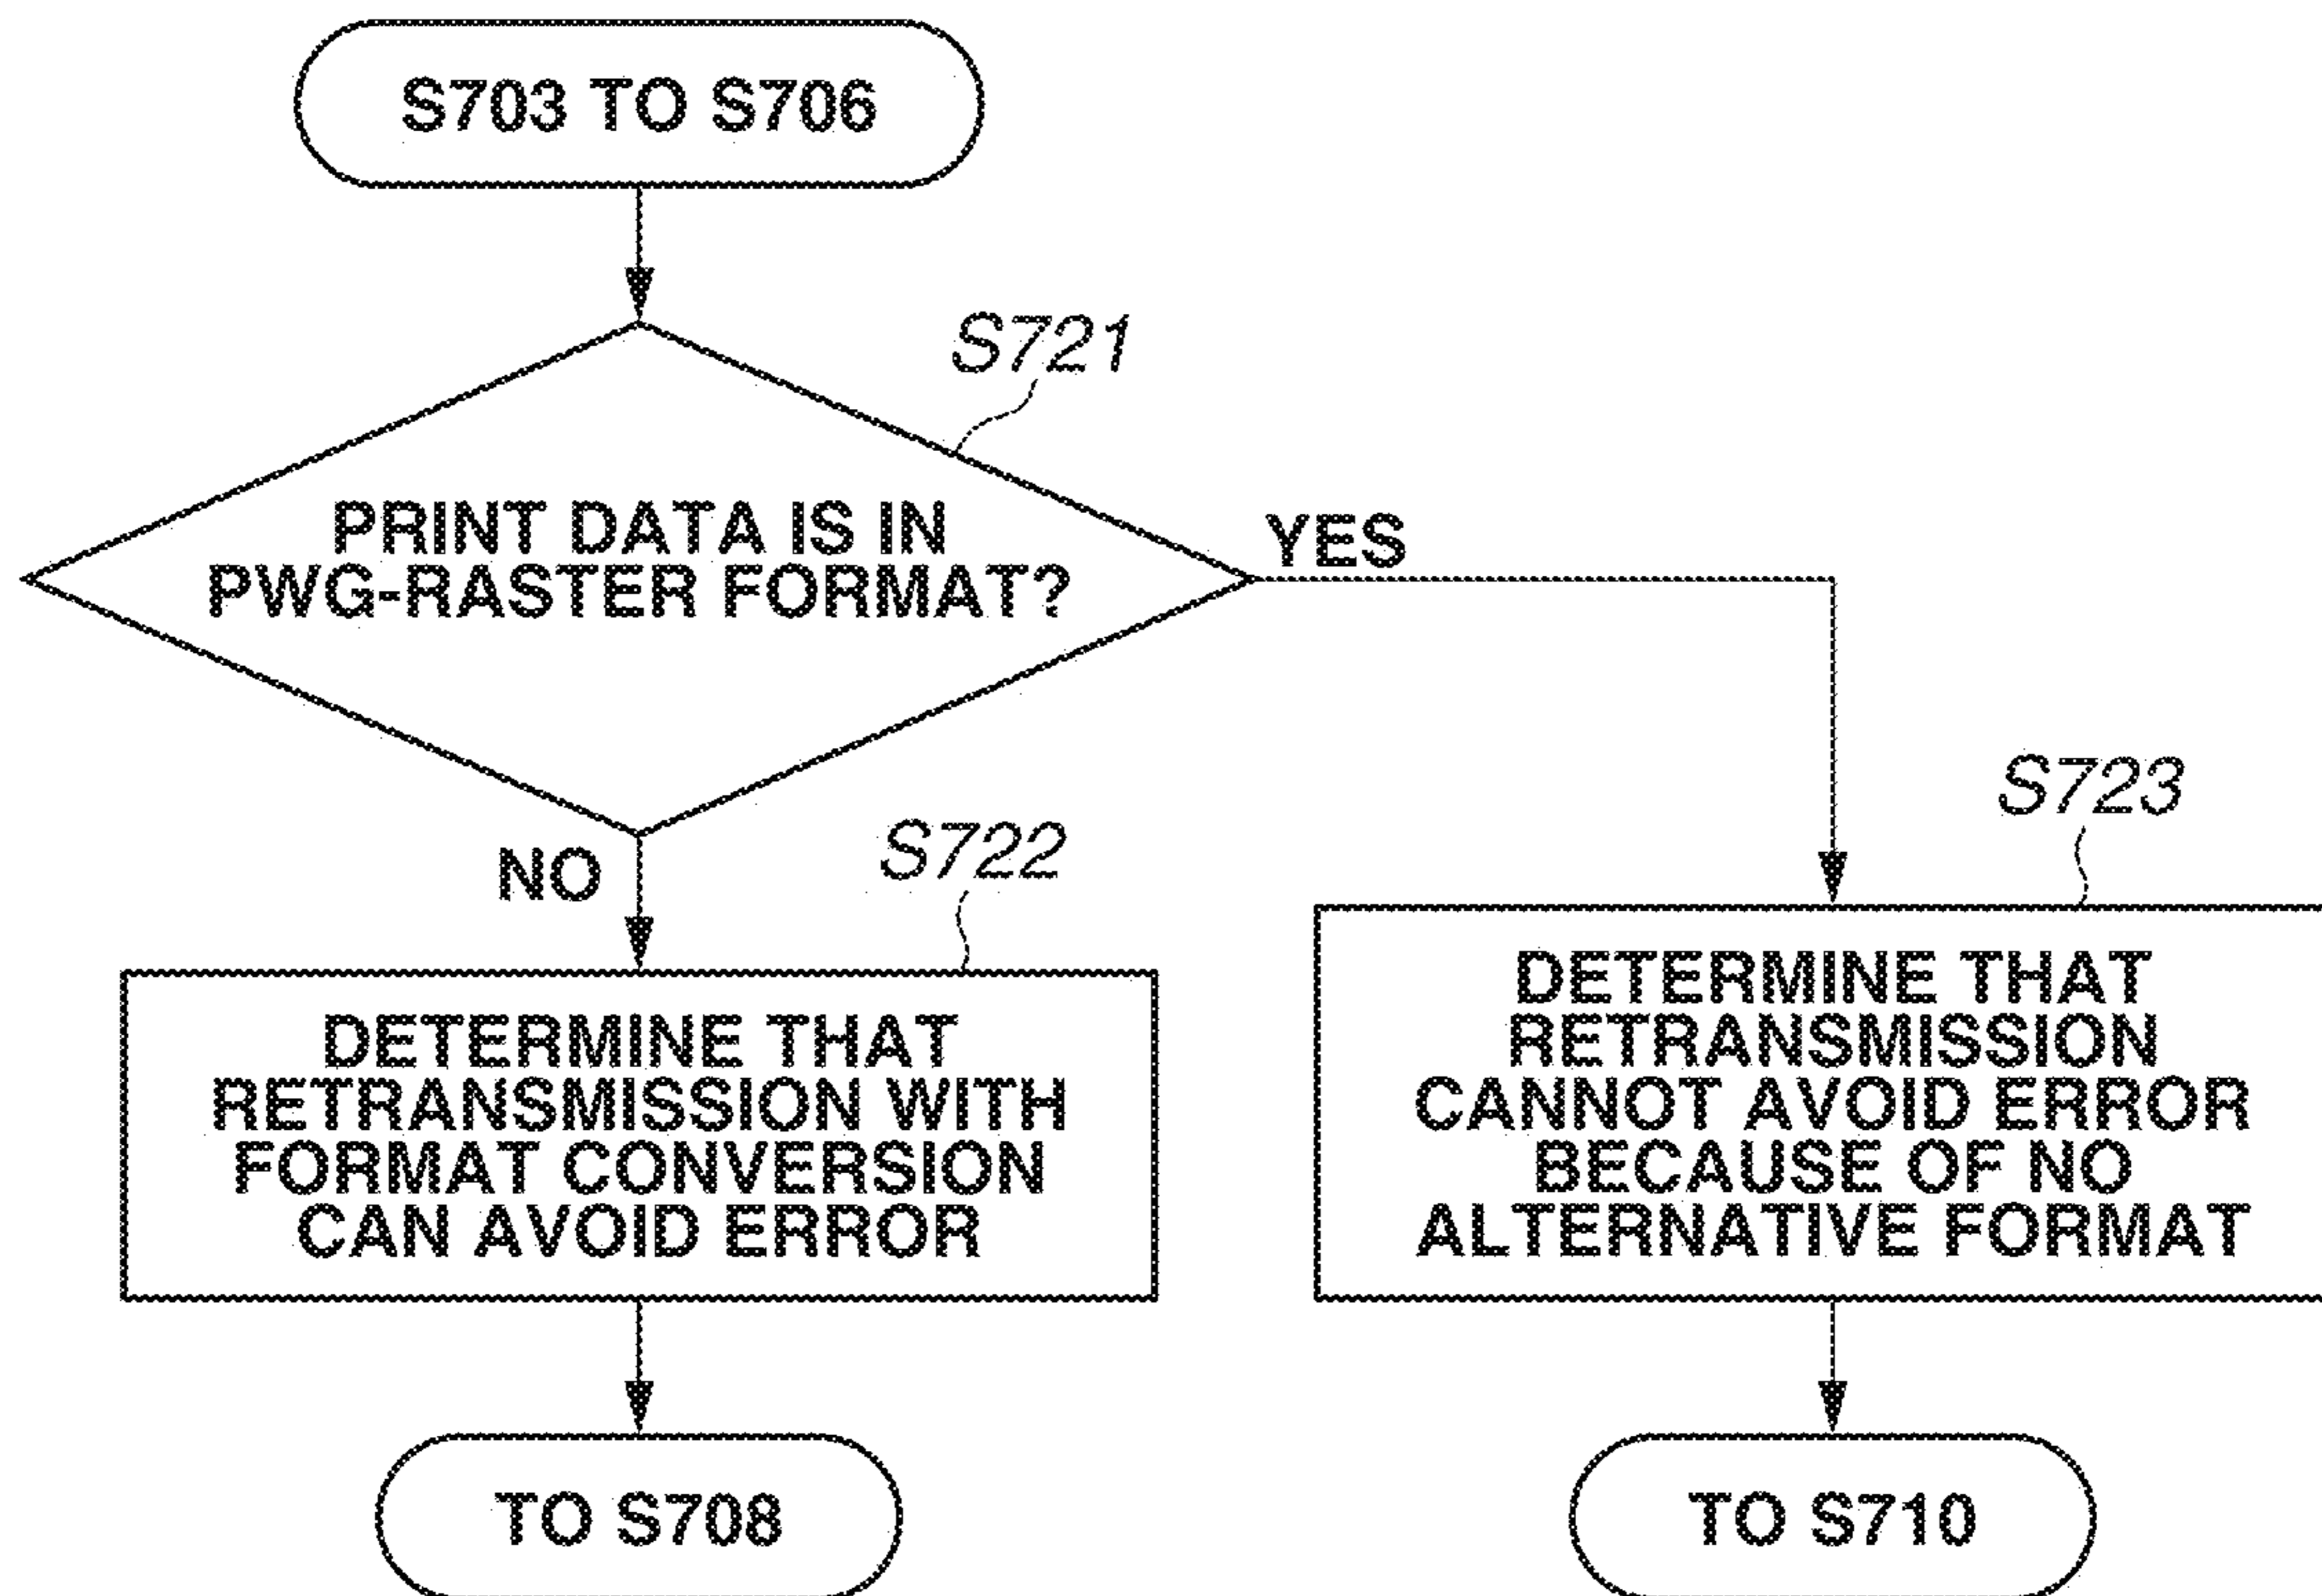 S703 TO S706
S721
PRINT DATA IS IN
PWG-RASTER FORMAT?
YES
NO
S722
DETERMINE THAT
RETRANSMISSION WITH
FORMAT CONVERSION
CAN AVOID ERROR
TO S708
S723
DETERMINE THAT
RETRANSMISSION
CANNOT AVOID ERROR
BECAUSE OF NO
ALTERNATIVE FORMAT
TO S710